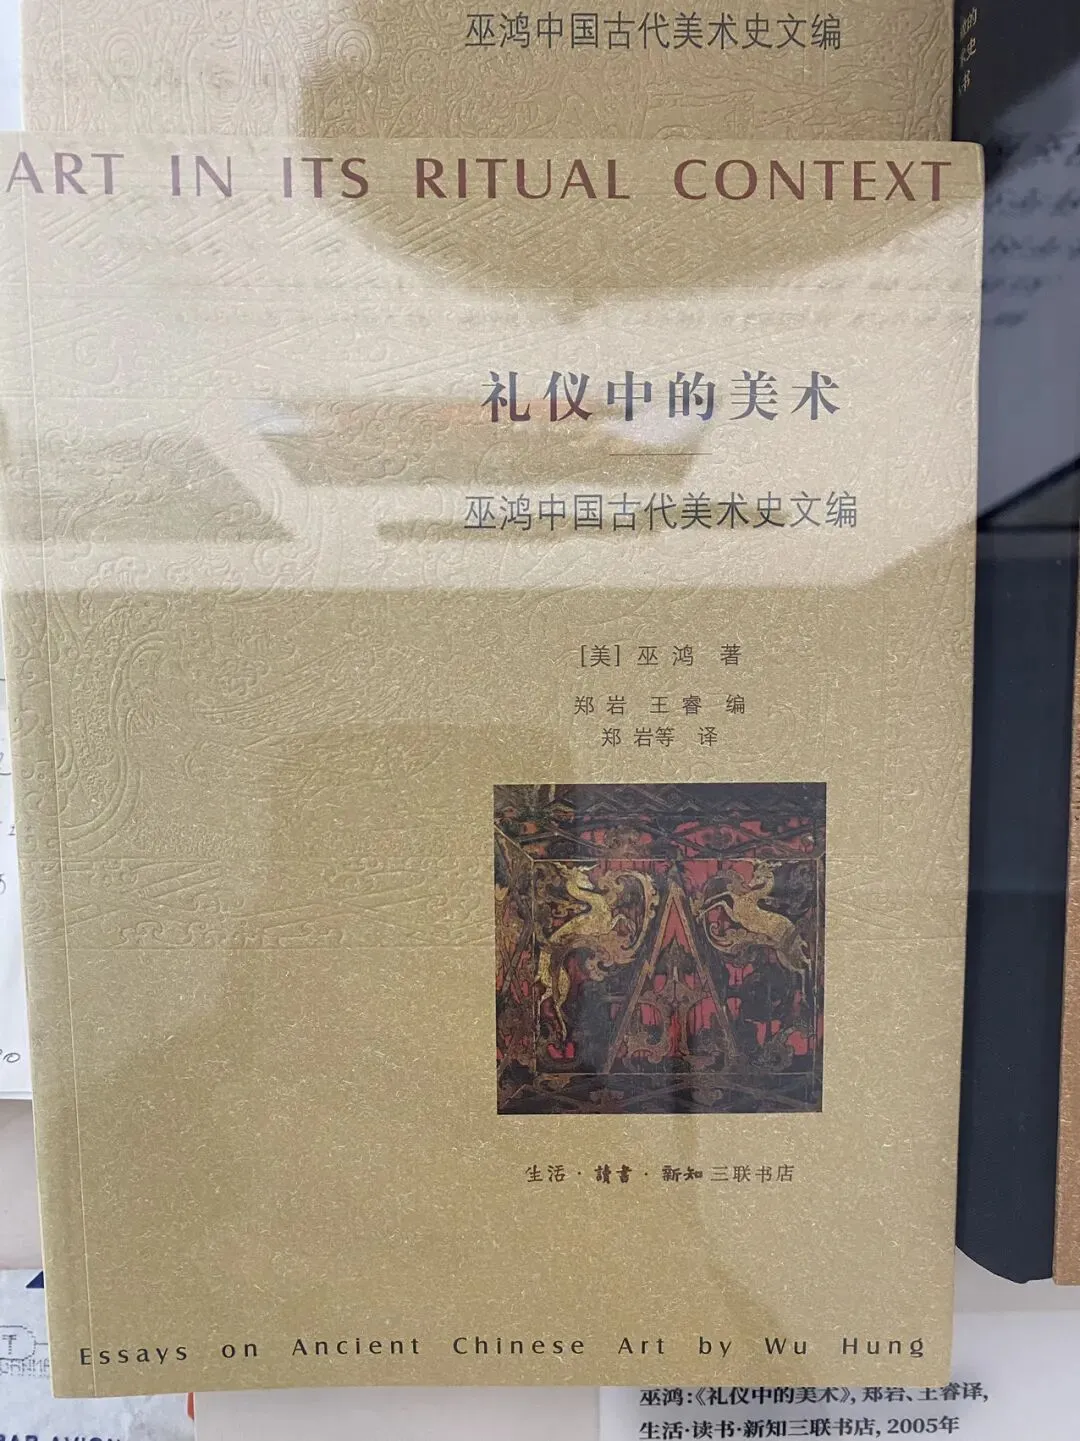 巫鸿中国古代美术史文编
ART IN ITS RITUAL CONTEXT
礼仪中的美术
巫鸿中国古代美术史文编
[美] 巫鸿 著
郑岩 王睿 编
郑岩等 译
生活·讀書·新知三联书店
Essays on Ancient Chinese Art by Wu Hung
巫鸿:《礼仪中的美术》, 郑岩、王睿译,
生活·读书·新知三联书店, 2005年
PAR AVION